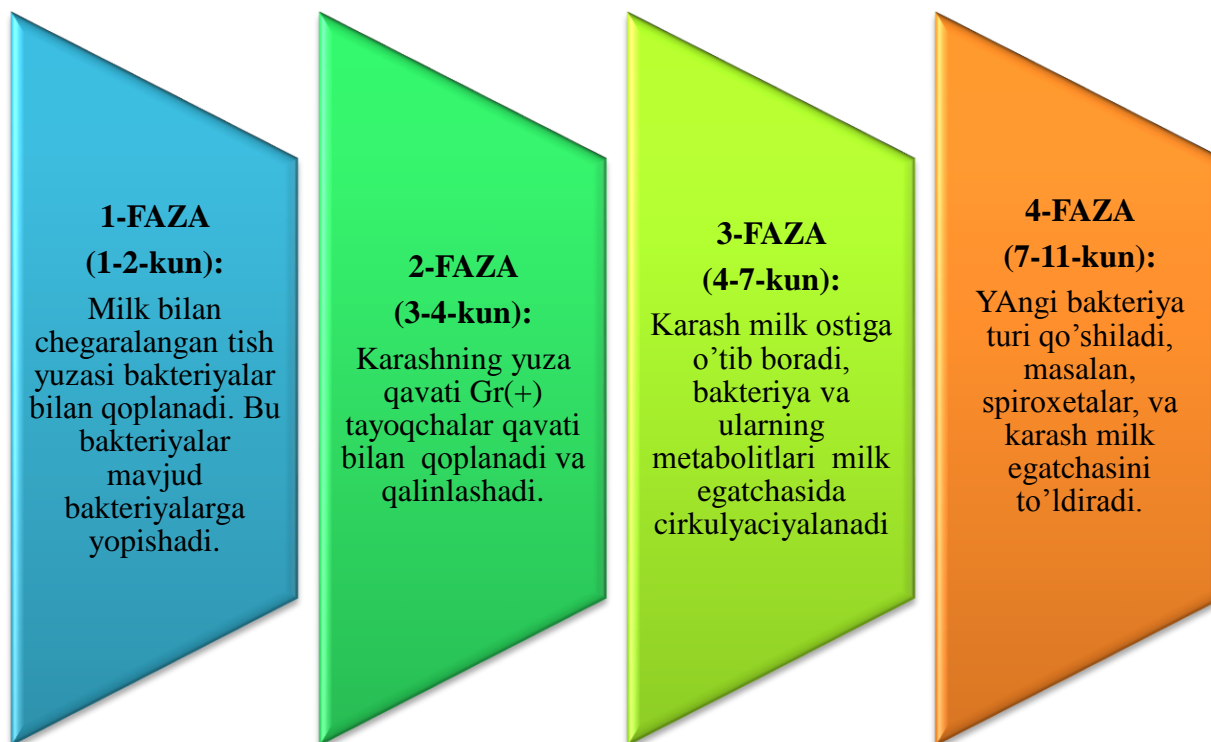 1-FAZA
(1-2-kun):
Milk bilan
chegaralangan tish
yuzasi bakteriyalar
bilan qoplanadi. Bu
bakteriyalar
mavjud
bakteriyalarga
yopishadi.
2-FAZA
(3-4-kun):
Karashning yuza
qavati Gr(+)
tayoqchalar qavati
bilan qoplanadi va
qalinlashadi.
3-FAZA
(4-7-kun):
Karash milk ostiga
o’tib boradi,
bakteriya va
ularning
metabolitlari milk
egatchasida
cirkulyaciyalanadi
4-FAZA
(7-11-kun):
YAngi bakteriya
turi qo’shiladi,
masalan,
spiroxetalar, va
karash milk
egatchasini
to’ldiradi.